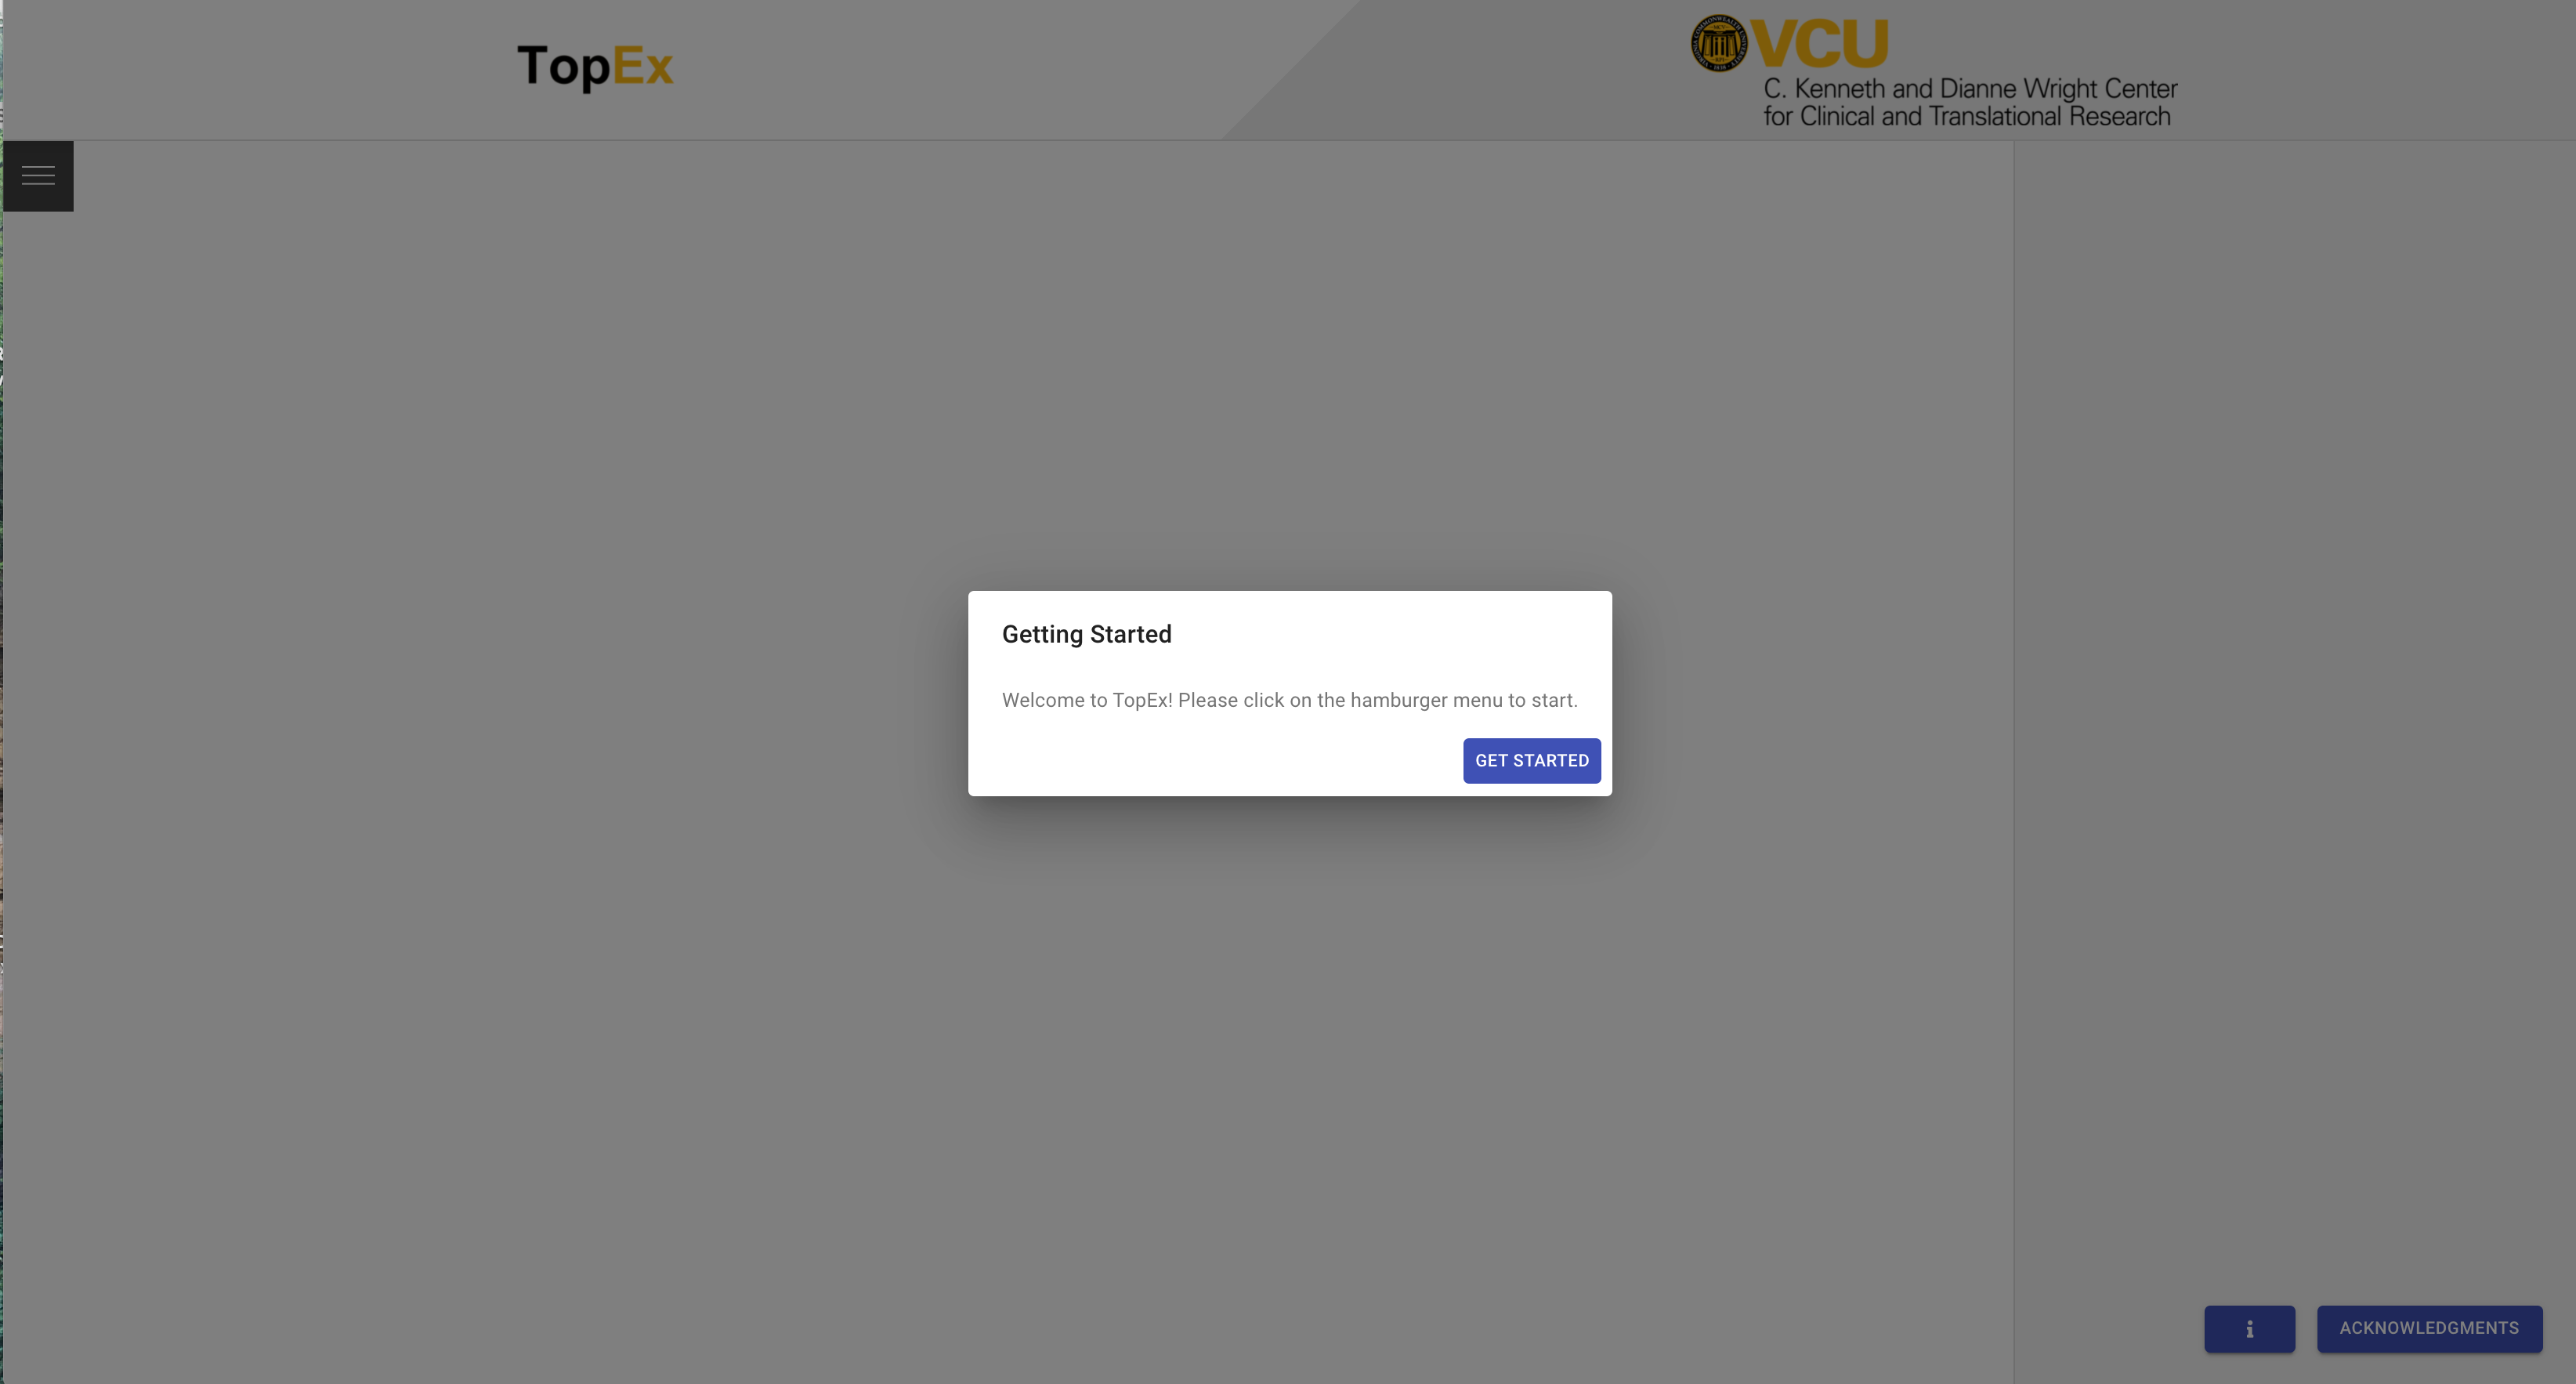 TopEx
VCU
C. Kenneth and Dianne Wright Center
for Clinical and Translational Research
Getting Started
Welcome to TopEx! Please click on the hamburger menu to start.
GET STARTED
i
ACKNOWLEDGMENTS